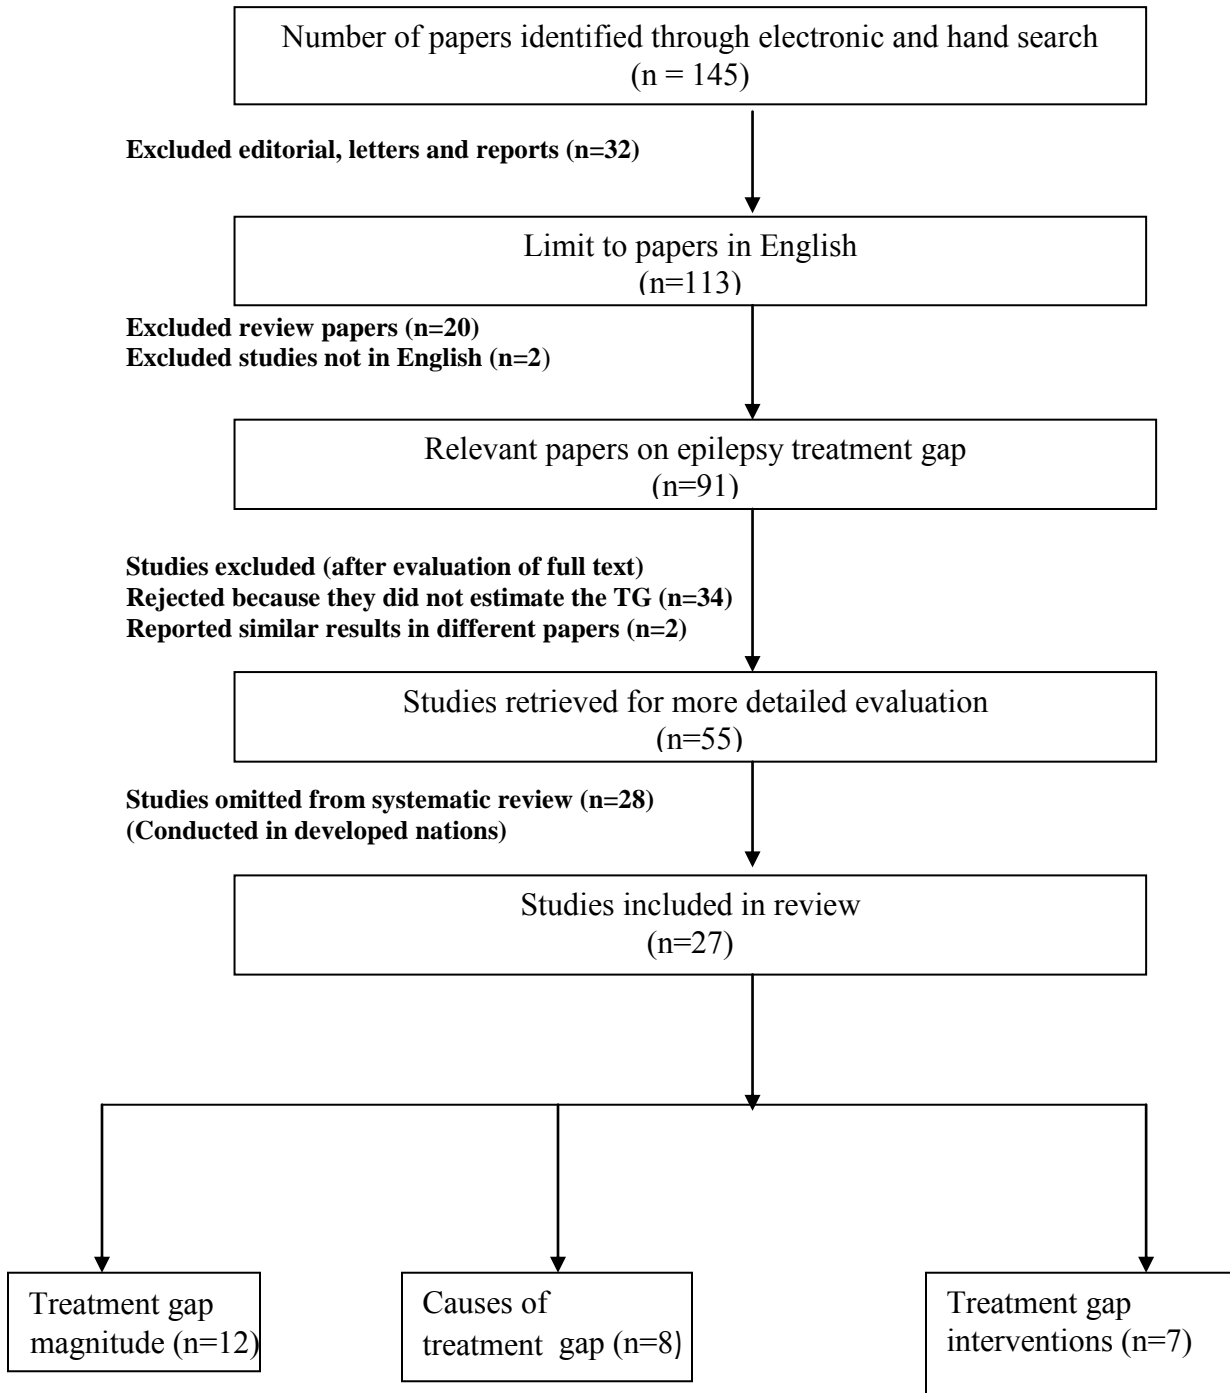 Number of papers identified through electronic and hand search
(n = 145)
Excluded editorial, letters and reports (n=32)
Limit to papers in English
(n=113)
Excluded review papers (n=20)
Excluded studies not in English (n=2)
Relevant papers on epilepsy treatment gap
(n=91)
Studies excluded (after evaluation of full text)
Rejected because they did not estimate the TG (n=34)
Reported similar results in different papers (n=2)
Studies retrieved for more detailed evaluation
(n=55)
Studies omitted from systematic review (n=28)
(Conducted in developed nations)
Studies included in review
(n=27)
Treatment gap
magnitude (n=12)
Causes of
treatment gap (n=8)
Treatment gap
interventions (n=7)